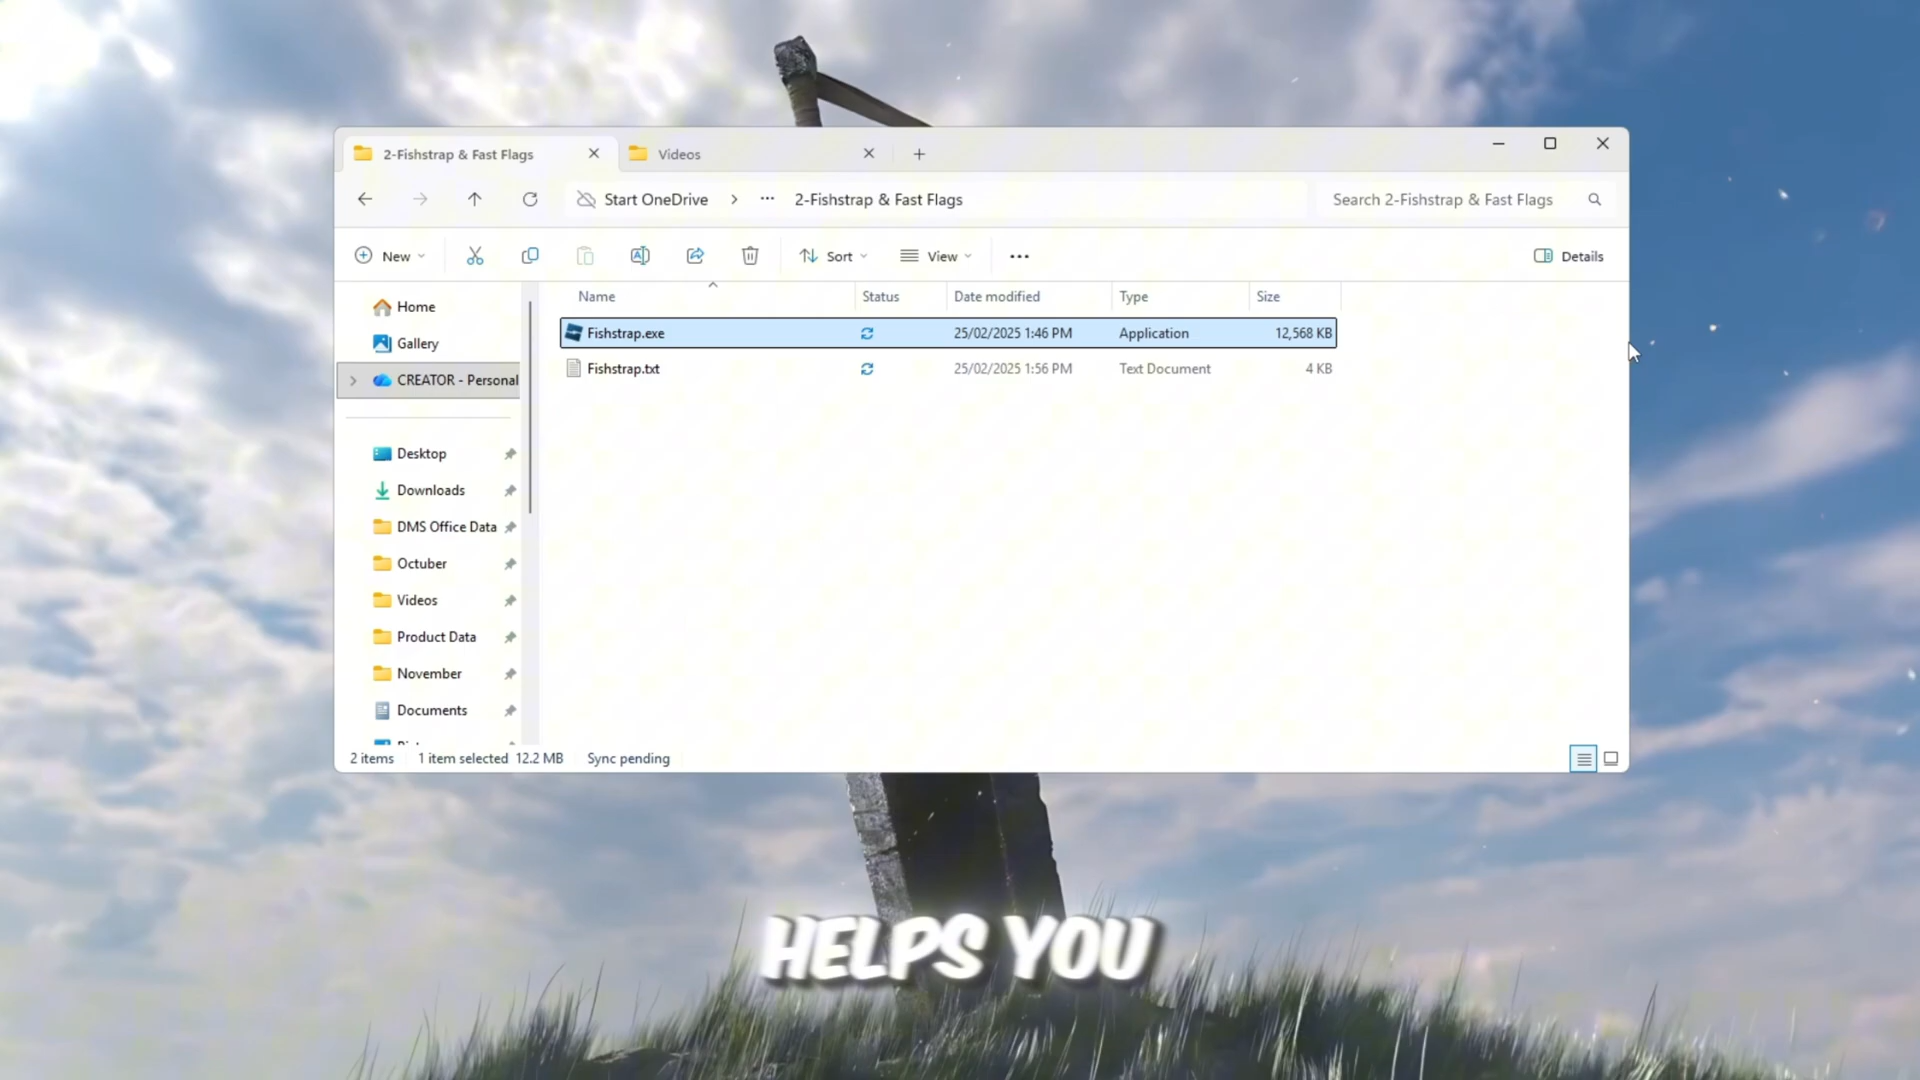 2-Fishstrap & Fast Flags
Videos
Start OneDrive
2-Fishstrap & Fast Flags
Search 2-Fishstrap & Fast Flags
New
Sort
View
Details
Home
Gallery
CREATOR - Personal
Desktop
Downloads
DMS Office Data
Octuber
Videos
Product Data
November
Documents
Name Status Date modified Type Size
Fishstrap.exe 25/02/2025 1:46 PM Application 12,568 KB
Fishstrap.txt 25/02/2025 1:56 PM Text Document 4 KB
2 items 1 item selected 12.2 MB Sync pending
HELPS YOU